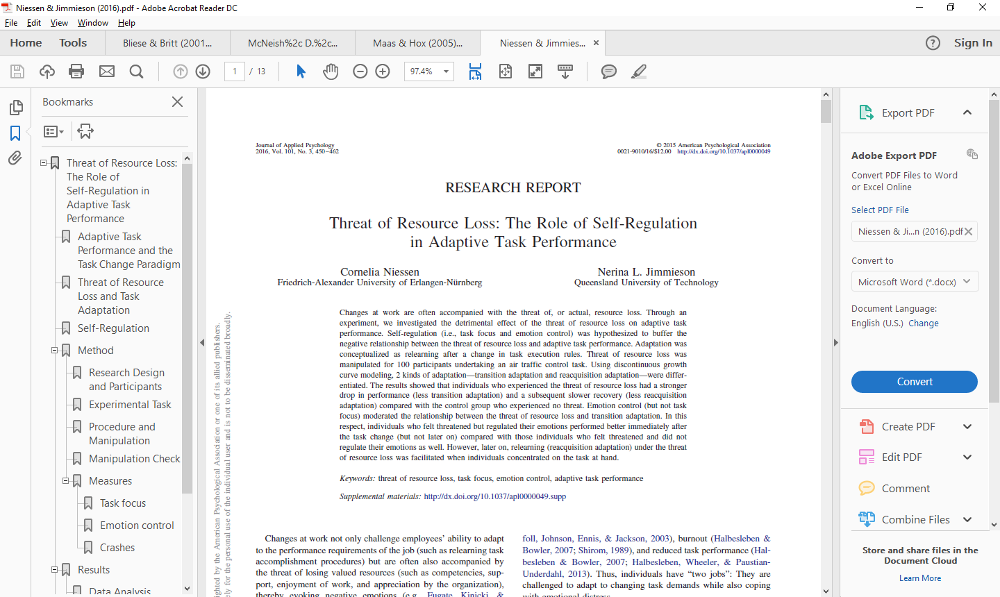 Niessen & Jimmieson (2016).pdf - Adobe Acrobat Reader DC
File Edit View Window Help
Home Tools Bliese & Britt (2001... McNeish%2c D.%2c... Maas & Hox (2005)... Niessen & Jimmies... Sign In
1 / 13 97.4%
Bookmarks
Threat of Resource Loss:
The Role of
Self-Regulation in
Adaptive Task
Performance
Adaptive Task
Performance and the
Task Change Paradigm
Threat of Resource
Loss and Task
Adaptation
Self-Regulation
Method
Research Design
and Participants
Experimental Task
Procedure and
Manipulation
Manipulation Check
Measures
Task focus
Emotion control
Crashes
Results
Data Analysis
Journal of Applied Psychology
2016, Vol. 101, No. 3, 450–462
© 2015 American Psychological Association
0021-9010/16/$12.00 http://dx.doi.org/10.1037/apl0000049
RESEARCH REPORT
Threat of Resource Loss: The Role of Self-Regulation
in Adaptive Task Performance
Cornelia Niessen
Friedrich-Alexander University of Erlangen-Nürnberg
Nerina L. Jimmieson
Queensland University of Technology
Changes at work are often accompanied with the threat of, or actual, resource loss. Through an
experiment, we investigated the detrimental effect of the threat of resource loss on adaptive task
performance. Self-regulation (i.e., task focus and emotion control) was hypothesized to buffer the
negative relationship between the threat of resource loss and adaptive task performance. Adaptation was
conceptualized as relearning after a change in task execution rules. Threat of resource loss was
manipulated for 100 participants undertaking an air traffic control task. Using discontinuous growth
curve modeling, 2 kinds of adaptation—transition adaptation and reacquisition adaptation—were differ-
entiated. The results showed that individuals who experienced the threat of resource loss had a stronger
drop in performance (less transition adaptation) and a subsequent slower recovery (less reacquisition
adaptation) compared with the control group who experienced no threat. Emotion control (but not task
focus) moderated the relationship between the threat of resource loss and transition adaptation. In this
respect, individuals who felt threatened but regulated their emotions performed better immediately after
the task change (but not later on) compared with those individuals who felt threatened and did not
regulate their emotions as well. However, later on, relearning (reacquisition adaptation) under the threat
of resource loss was facilitated when individuals concentrated on the task at hand.
Keywords: threat of resource loss, task focus, emotion control, adaptive task performance
Supplemental materials: http://dx.doi.org/10.1037/apl0000049.supp
Changes at work not only challenge employees' ability to adapt
to the performance requirements of the job (such as relearning task
accomplishment procedures) but are often also accompanied by
the threat of losing valued resources (such as competencies, sup-
port, enjoyment of work, and appreciation by the organization),
thereby evoking negative emotions (e.g., Fugate, Kinicki, &
foll, Johnson, Ennis, & Jackson, 2003), burnout (Halbesleben &
Bowler, 2007; Shirom, 1989), and reduced task performance (Hal-
besleben & Bowler, 2007; Halbesleben, Wheeler, & Paustian-
Underdahl, 2013). Thus, individuals have “two jobs”: They are
challenged to adapt to changing task demands while also coping
with emotional distress.
ighted by the American Psychological Association or one of its allied publishers.
ely for the personal use of the individual user and is not to be disseminated broadly.
Export PDF
Adobe Export PDF
Convert PDF Files to Word
or Excel Online
Select PDF File
Niessen & Ji...n (2016).pdf
Convert to
Microsoft Word (*.docx)
Document Language:
English (U.S.) Change
Convert
Create PDF
Edit PDF
Comment
Combine Files
Store and share files in the
Document Cloud
Learn More